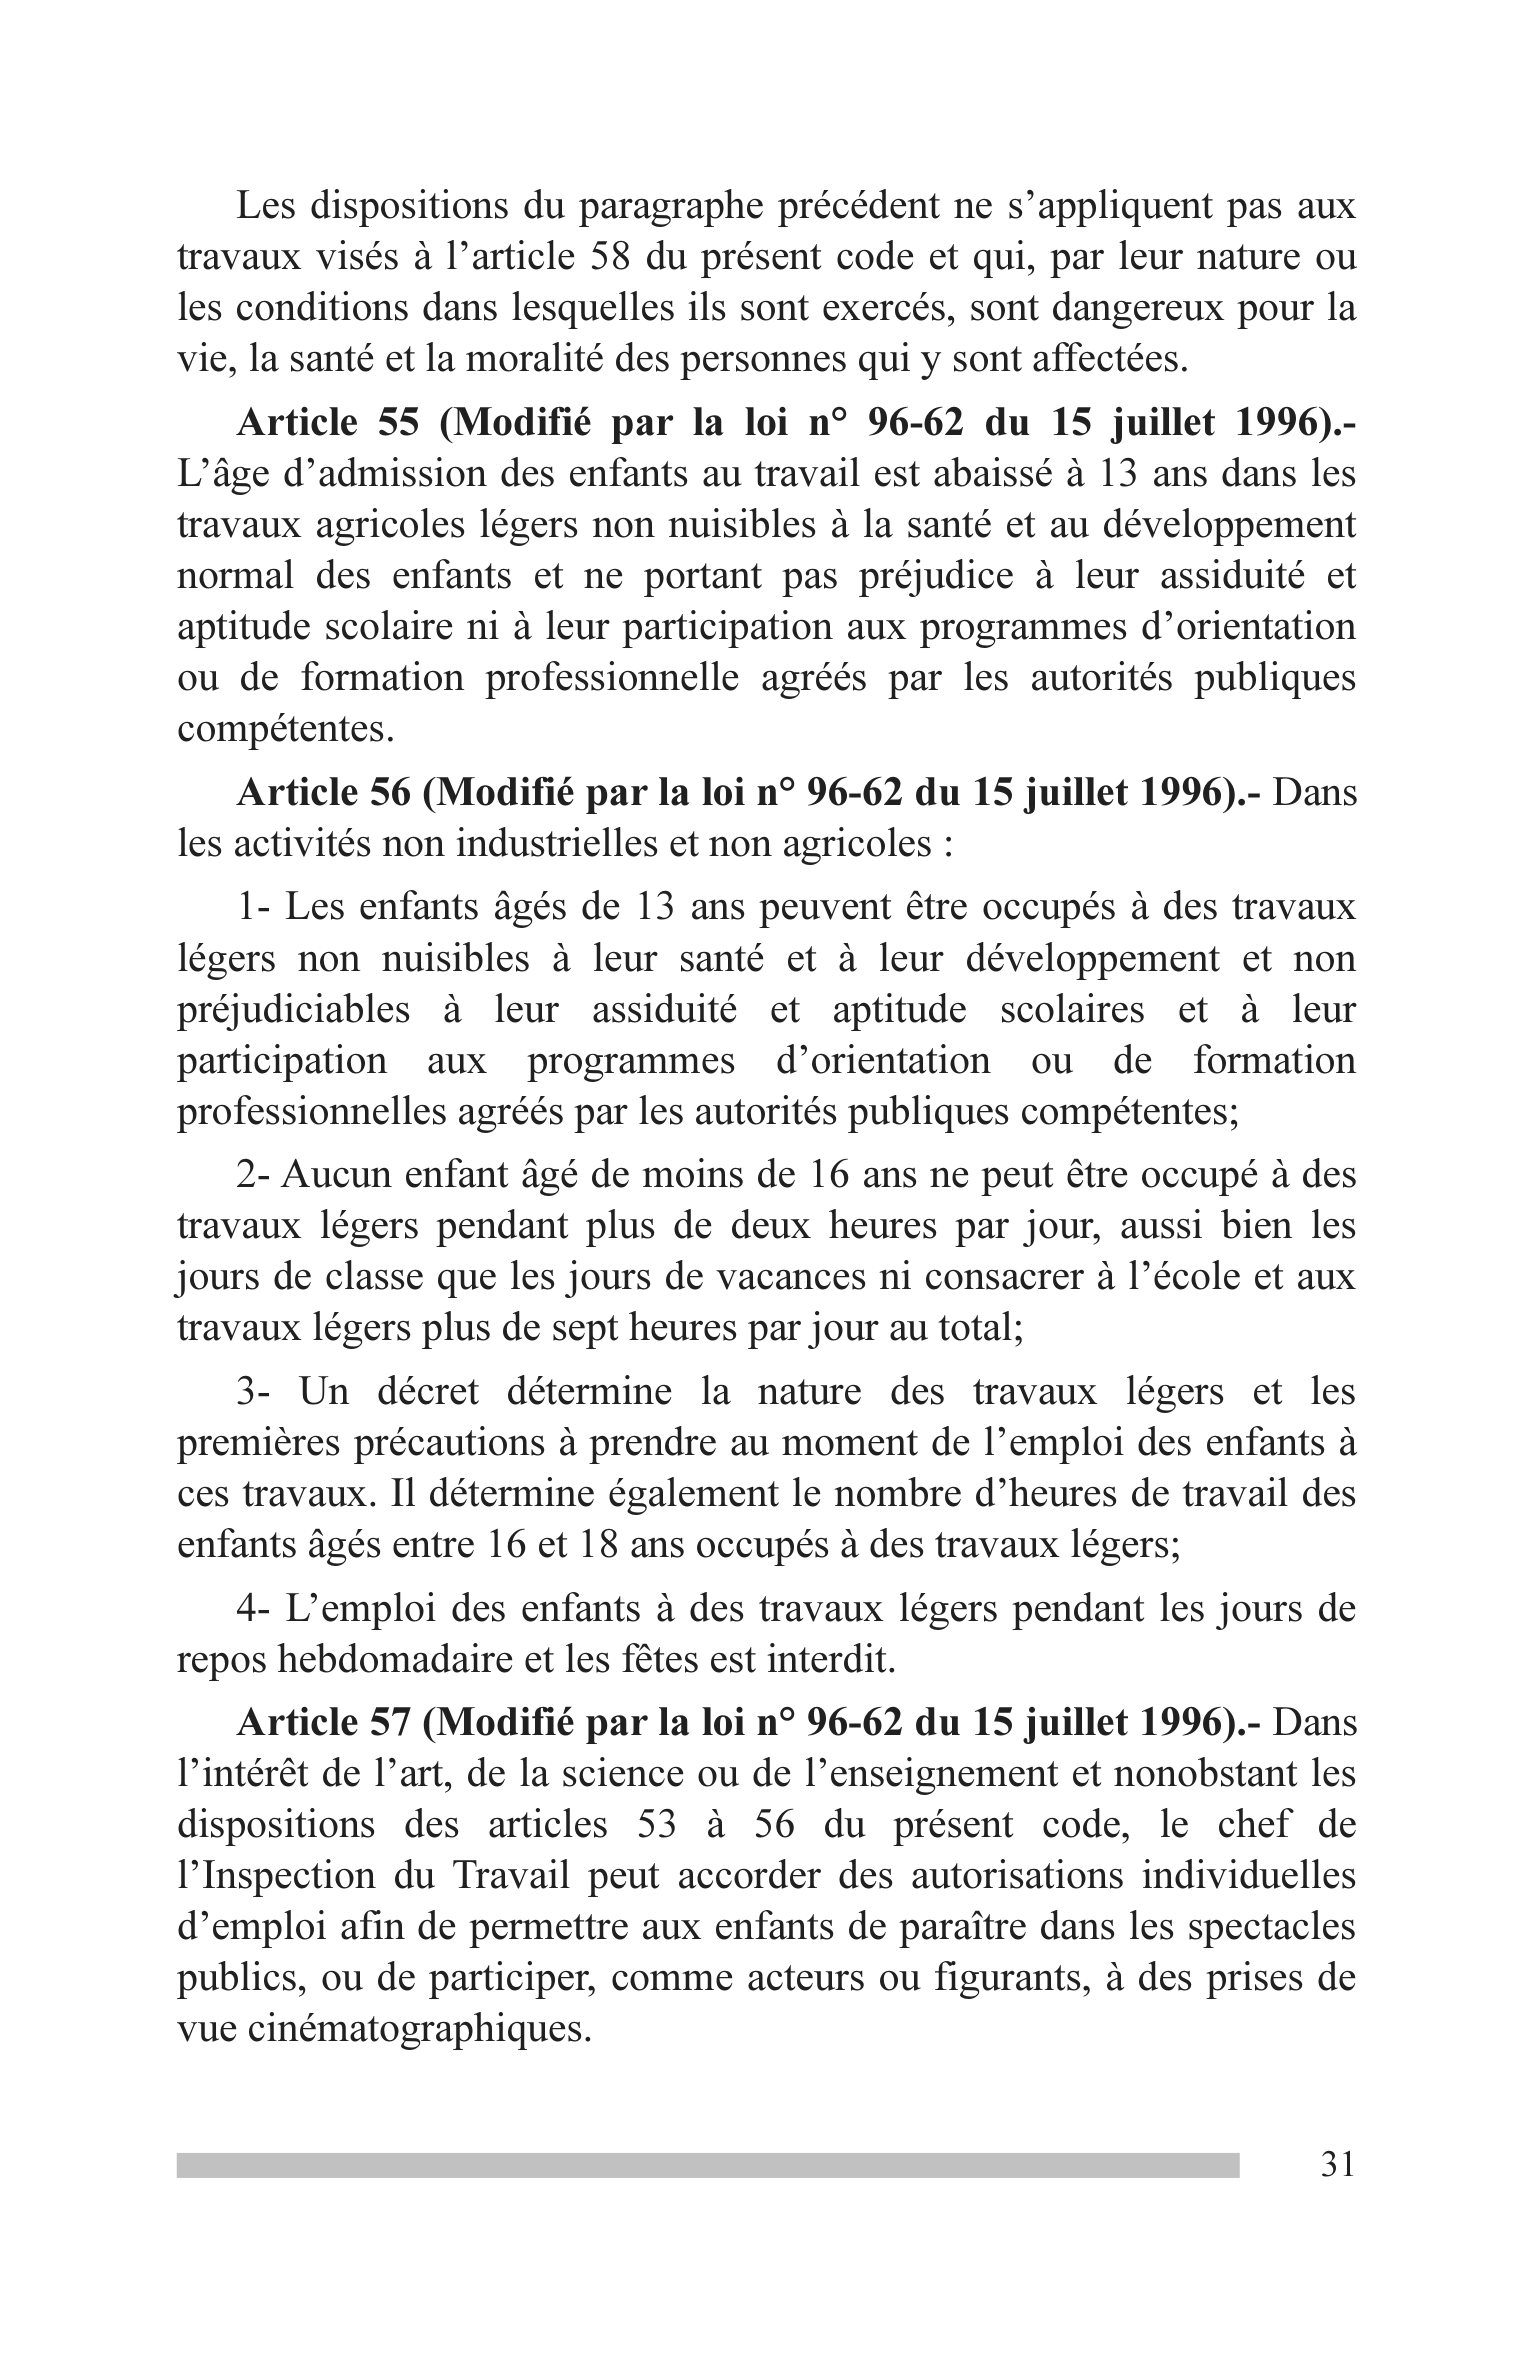 Les dispositions du paragraphe précédent ne s’appliquent pas aux
travaux visés à l’article 58 du présent code et qui, par leur nature ou
les conditions dans lesquelles ils sont exercés, sont dangereux pour la
vie, la santé et la moralité des personnes qui y sont affectées.
Article 55 (Modifié par la loi n° 96-62 du 15 juillet 1996).-
L’âge d’admission des enfants au travail est abaissé à 13 ans dans les
travaux agricoles légers non nuisibles à la santé et au développement
normal des enfants et ne portant pas préjudice à leur assiduité et
aptitude scolaire ni à leur participation aux programmes d’orientation
ou de formation professionnelle agréés par les autorités publiques
compétentes.
Article 56 (Modifié par la loi n° 96-62 du 15 juillet 1996).- Dans
les activités non industrielles et non agricoles :
1- Les enfants âgés de 13 ans peuvent être occupés à des travaux
légers non nuisibles à leur santé et à leur développement et non
préjudiciables à leur assiduité et aptitude scolaires et à leur
participation aux programmes d’orientation ou de formation
professionnelles agréés par les autorités publiques compétentes;
2- Aucun enfant âgé de moins de 16 ans ne peut être occupé à des
travaux légers pendant plus de deux heures par jour, aussi bien les
jours de classe que les jours de vacances ni consacrer à l’école et aux
travaux légers plus de sept heures par jour au total;
3- Un décret détermine la nature des travaux légers et les
premières précautions à prendre au moment de l’emploi des enfants à
ces travaux. Il détermine également le nombre d’heures de travail des
enfants âgés entre 16 et 18 ans occupés à des travaux légers;
4- L’emploi des enfants à des travaux légers pendant les jours de
repos hebdomadaire et les fêtes est interdit.
Article 57 (Modifié par la loi n° 96-62 du 15 juillet 1996).- Dans
l’intérêt de l’art, de la science ou de l’enseignement et nonobstant les
dispositions des articles 53 à 56 du présent code, le chef de
l’Inspection du Travail peut accorder des autorisations individuelles
d’emploi afin de permettre aux enfants de paraître dans les spectacles
publics, ou de participer, comme acteurs ou figurants, à des prises de
vue cinématographiques.
31